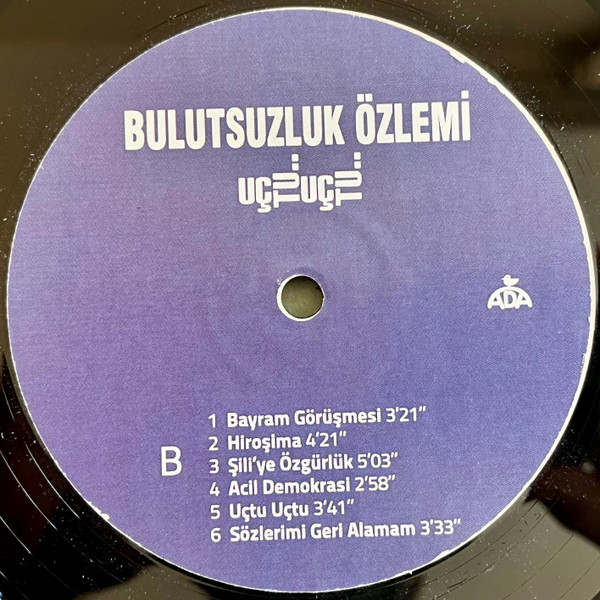 BULUTSUZLUK ÖZLEMİ
UÇTU UÇTU
ADA
1 Bayram Görüşmesi 3'21"
2 Hiroşima 4'21"
B 3 Şili'ye Özgürlük 5'03"
4 Acil Demokrasi 2'58"
5 Uçtu Uçtu 3'41"
6 Sözlerimi Geri Alamam 3'33"